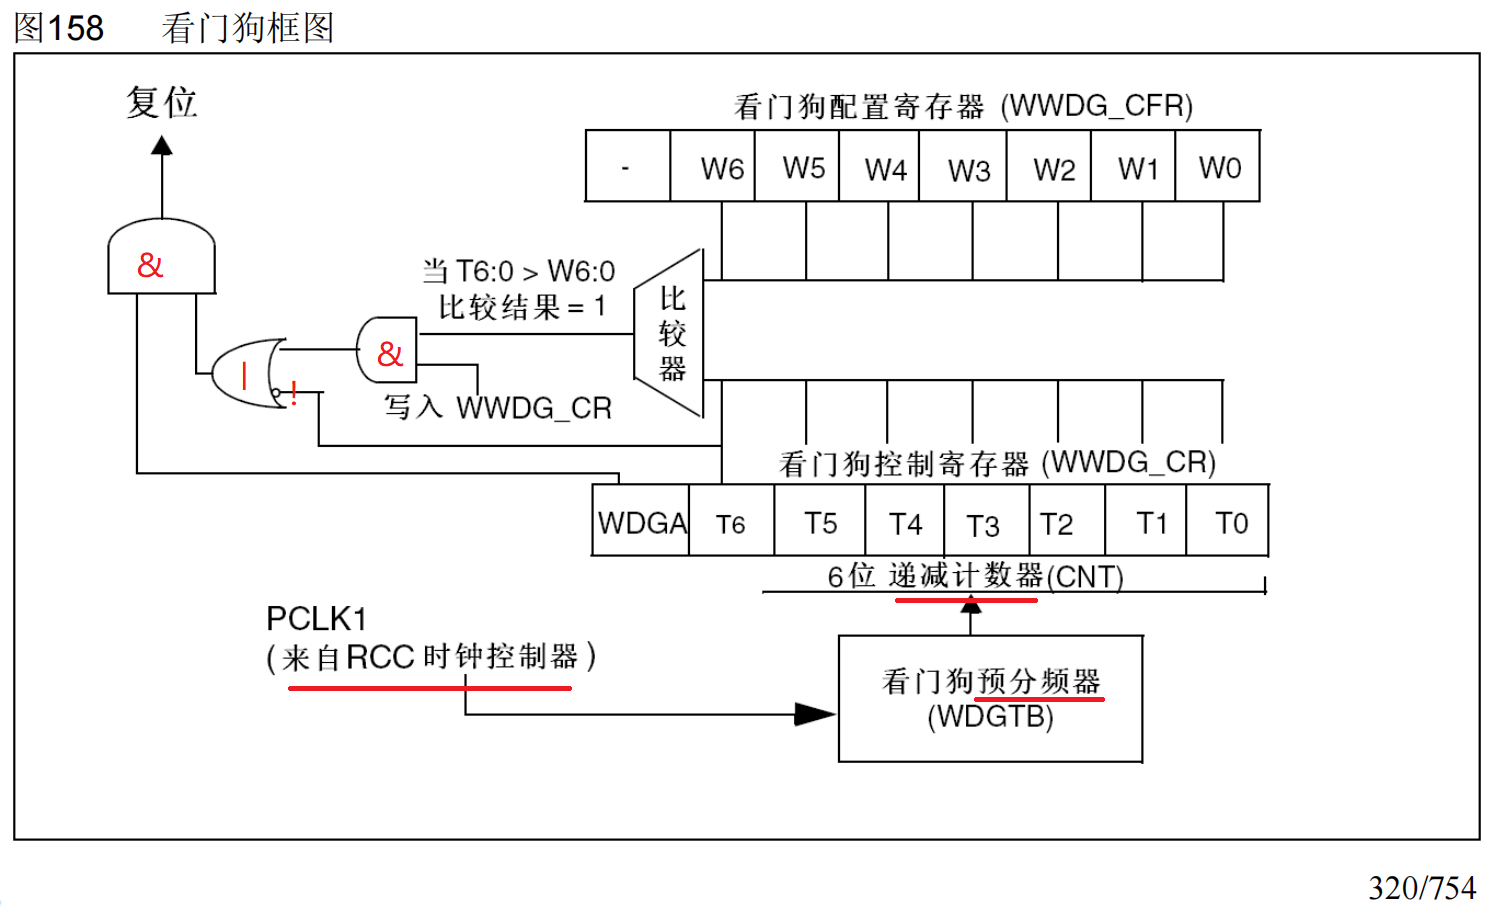 图158 看门狗框图
复位
看门狗配置寄存器 (WWDG_CFR)
- W6 W5 W4 W3 W2 W1 W0
&
当 T6:0 > W6:0
比较结果 = 1
比较器
&
|
!
写入 WWDG_CR
看门狗控制寄存器 (WWDG_CR)
WDGA T6 T5 T4 T3 T2 T1 T0
6位 递减计数器(CNT)
PCLK1
(来自RCC 时钟控制器)
看门狗预分频器
(WDGTB)
320/754